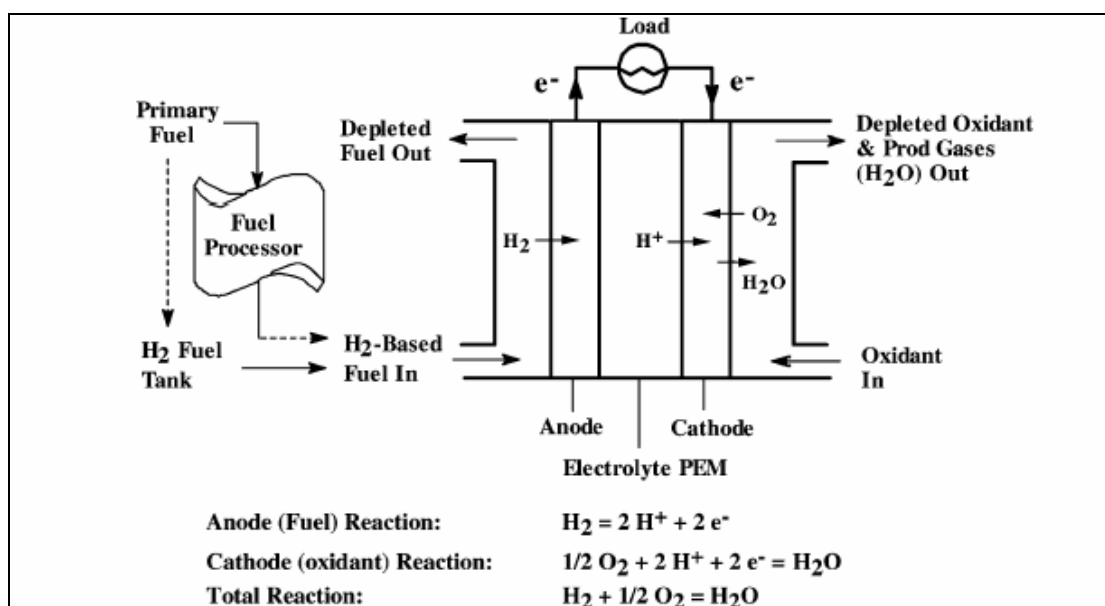 Load
e-
e-
Primary
Fuel
Depleted
Fuel Out
Depleted Oxidant
& Prod Gases
(H2O) Out
Fuel
Processor
H2
H+
O2
H2O
H2 Fuel
Tank
H2-Based
Fuel In
Oxidant
In
Anode
Cathode
Electrolyte PEM
Anode (Fuel) Reaction: H2 = 2 H+ + 2 e-
Cathode (oxidant) Reaction: 1/2 O2 + 2 H+ + 2 e- = H2O
Total Reaction: H2 + 1/2 O2 = H2O